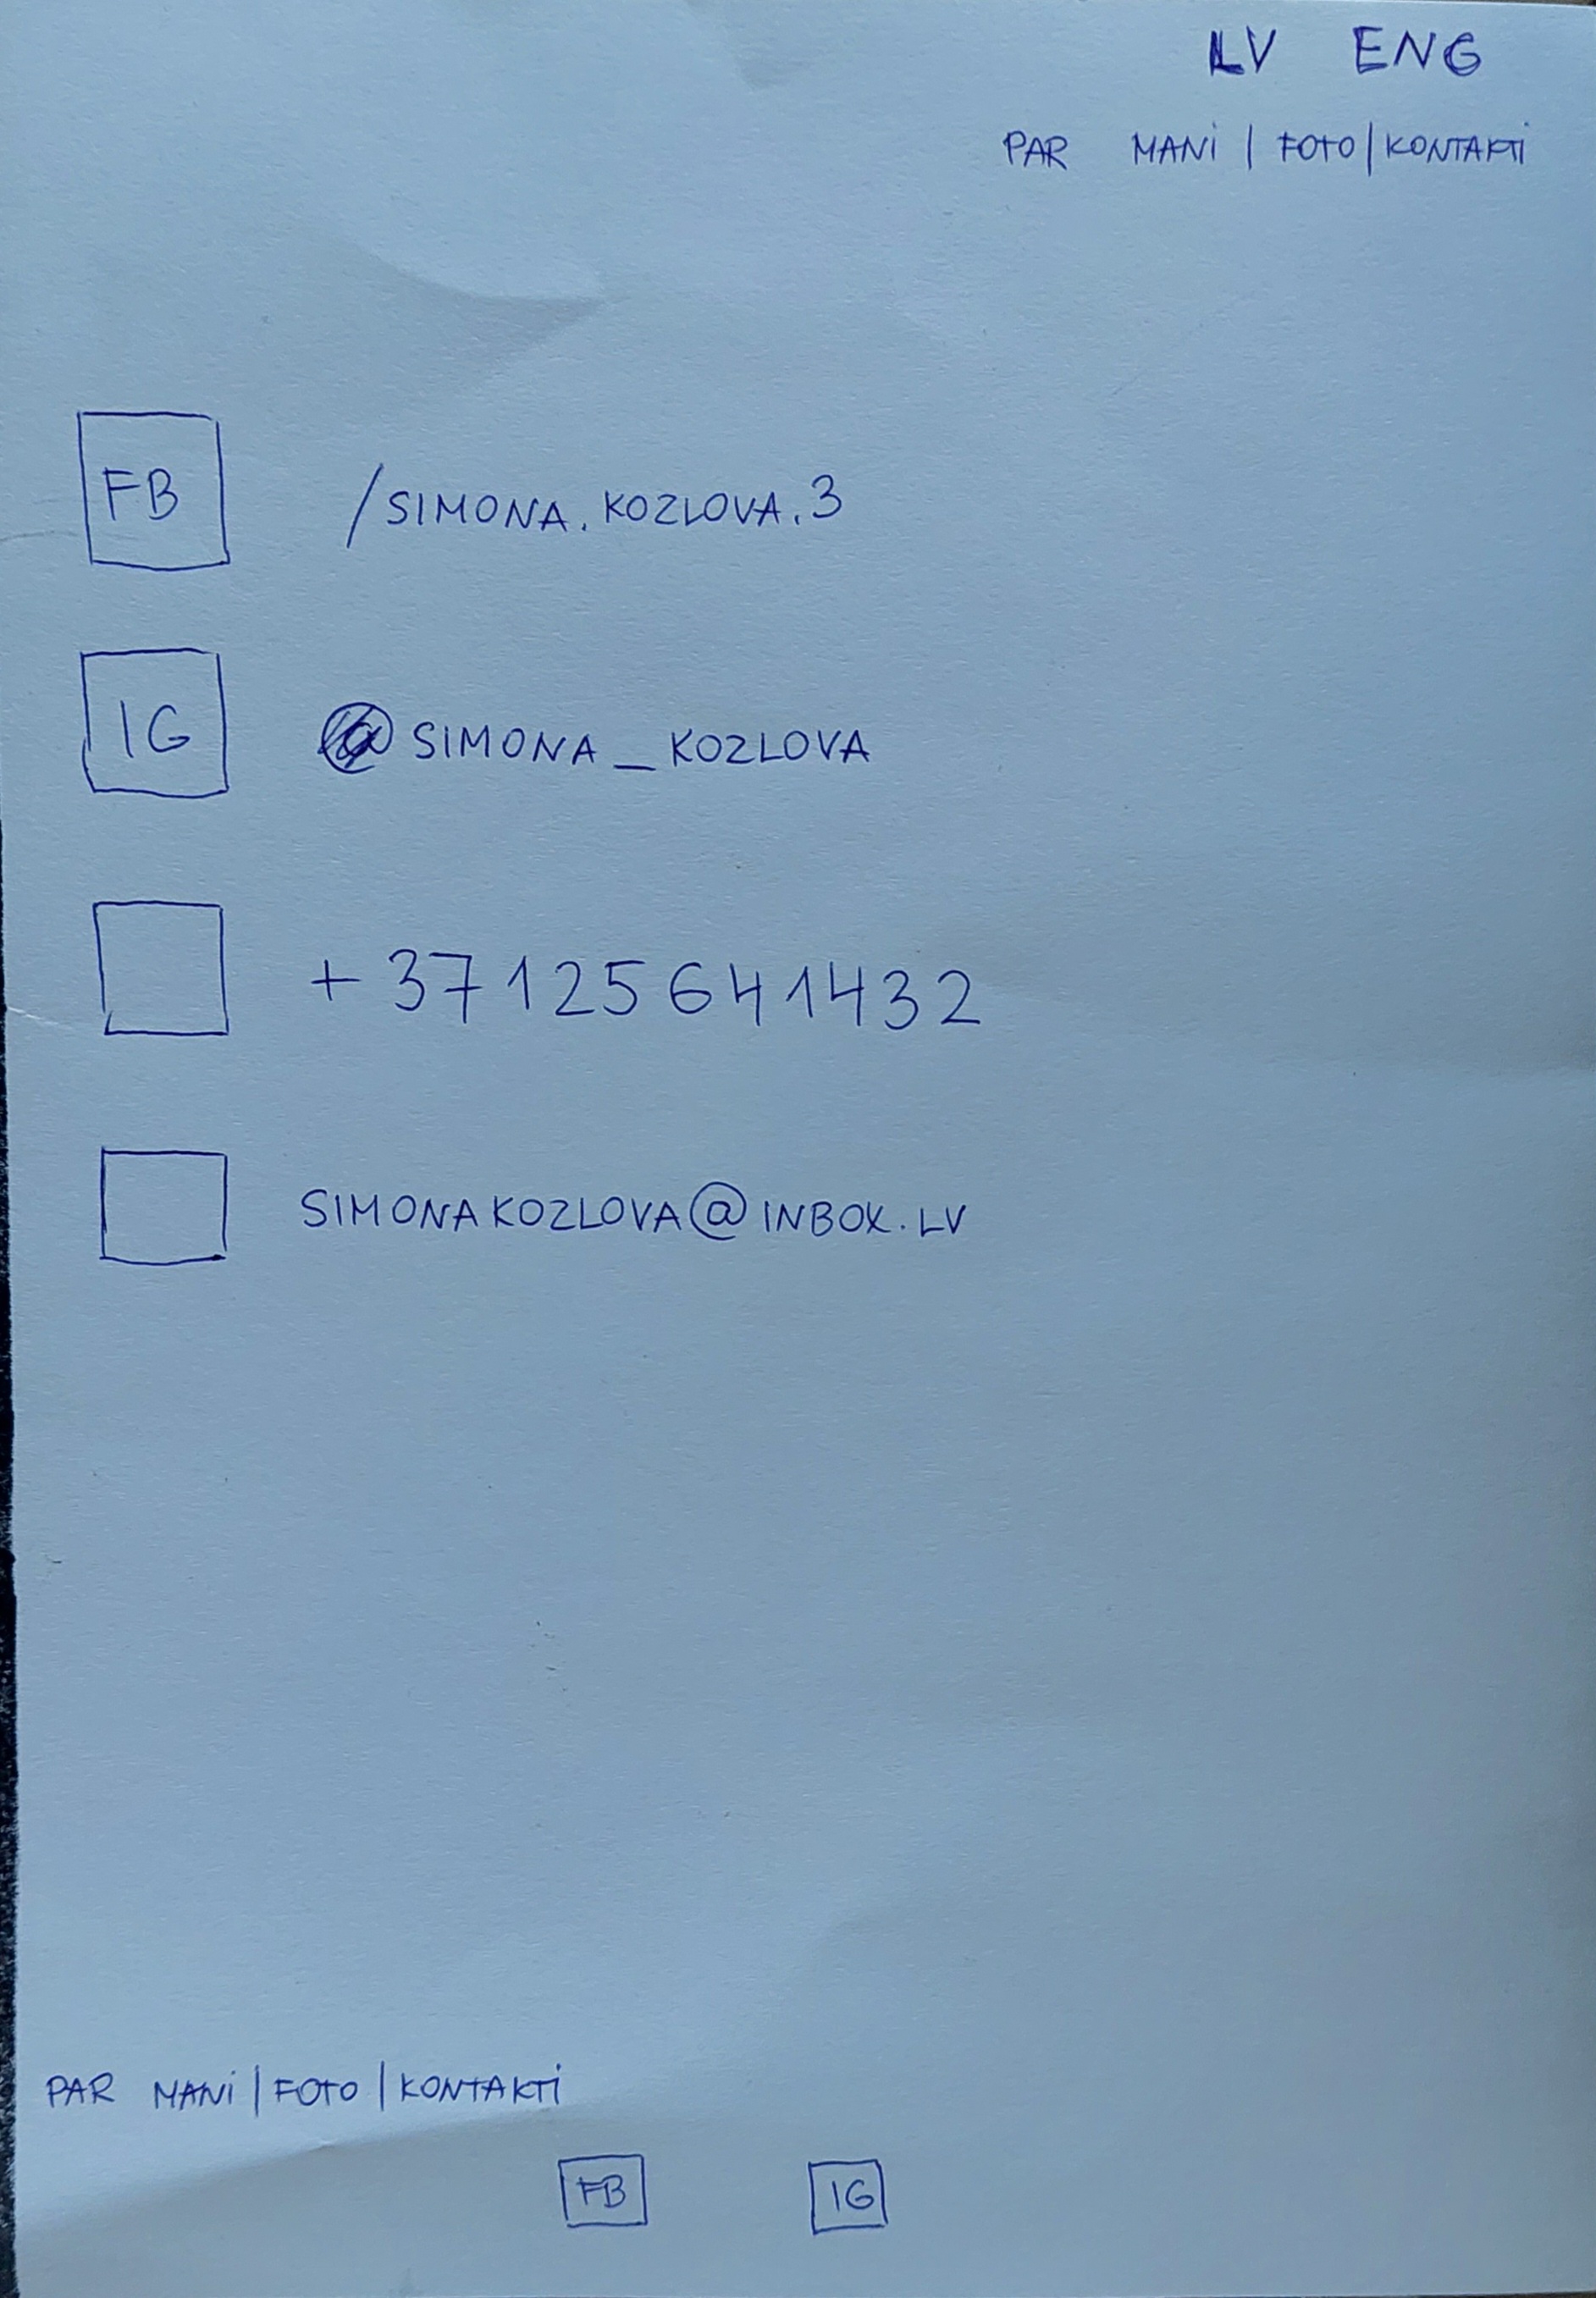 LV ENG
PAR MANI | FOTO | KONTAKTI
FB /SIMONA.KOZLOVA.3
IG @SIMONA_KOZLOVA
+37125641432
SIMONAKOZLOVA@INBOX.LV
PAR MANI | FOTO | KONTAKTI
FB IG